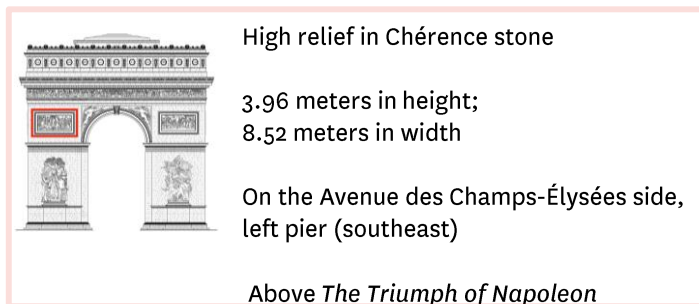 High relief in Chérence stone
3.96 meters in height;
8.52 meters in width
On the Avenue des Champs-Élysées side,
left pier (southeast)
Above The Triumph of Napoleon